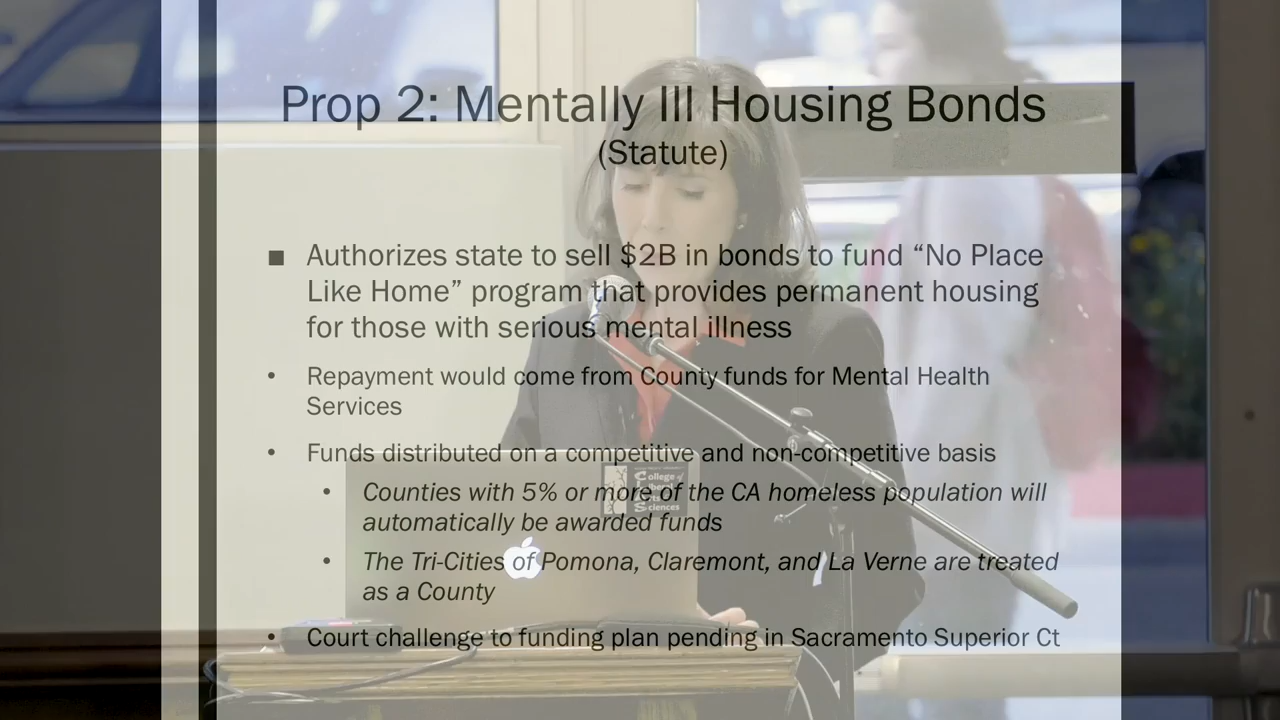 Prop 2: Mentally Ill Housing Bonds
(Statute)
■ Authorizes state to sell $2B in bonds to fund “No Place
Like Home” program that provides permanent housing
for those with serious mental illness
• Repayment would come from County funds for Mental Health
Services
• Funds distributed on a competitive and non-competitive basis
• Counties with 5% or more of the CA homeless population will
automatically be awarded funds
• The Tri-Cities of Pomona, Claremont, and La Verne are treated
as a County
• Court challenge to funding plan pending in Sacramento Superior Ct
College of
Sciences